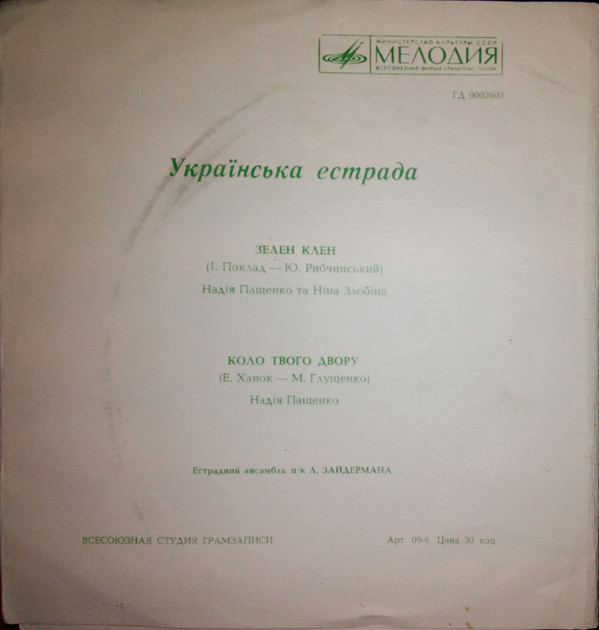 МИНИСТЕРСТВО КУЛЬТУРЫ СССР
МЕЛОДИЯ
ВСЕСОЮЗНАЯ ФИРМА ГРАМПЛАСТИНОК
ГД 0002603
Українська естрада
ЗЕЛЕН КЛЕН
(І. Поклад — Ю. Рибчинський)
Надія Пащенко та Ніна Злобіна
КОЛО ТВОГО ДВОРУ
(Е. Ханок — М. Глущенко)
Надія Пащенко
Естрадний ансамбль п/к Л. ЗАЙДЕРМАНА
ВСЕСОЮЗНАЯ СТУДИЯ ГРАМЗАПИСИ
Арт. 09-6. Цена 30 коп.